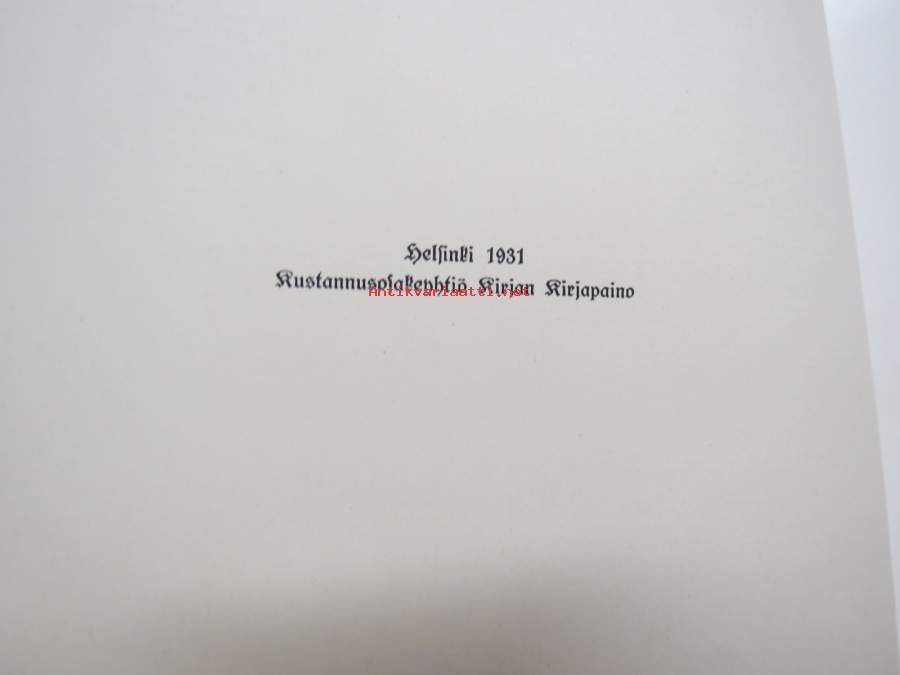 Helsinki 1931
Kustannusosakeyhtiö Kirjan Kirjapaino
Antikvariaatti.net